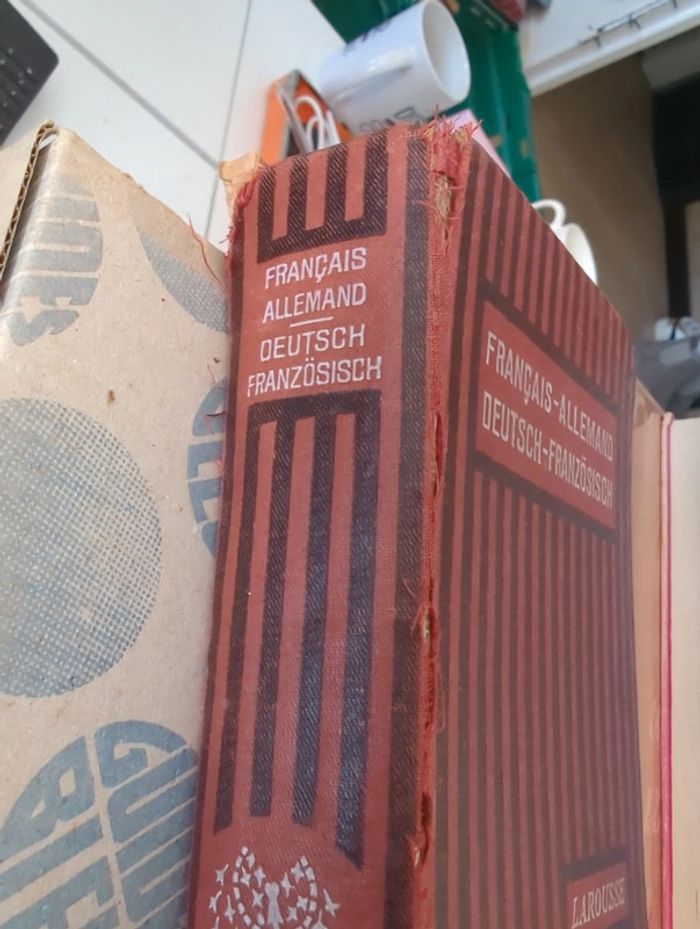 FRANÇAIS
ALLEMAND
DEUTSCH
FRANZÖSISCH
FRANÇAIS-ALLEMAND
DEUTSCH-FRANZÖSISCH
LAROUSSE